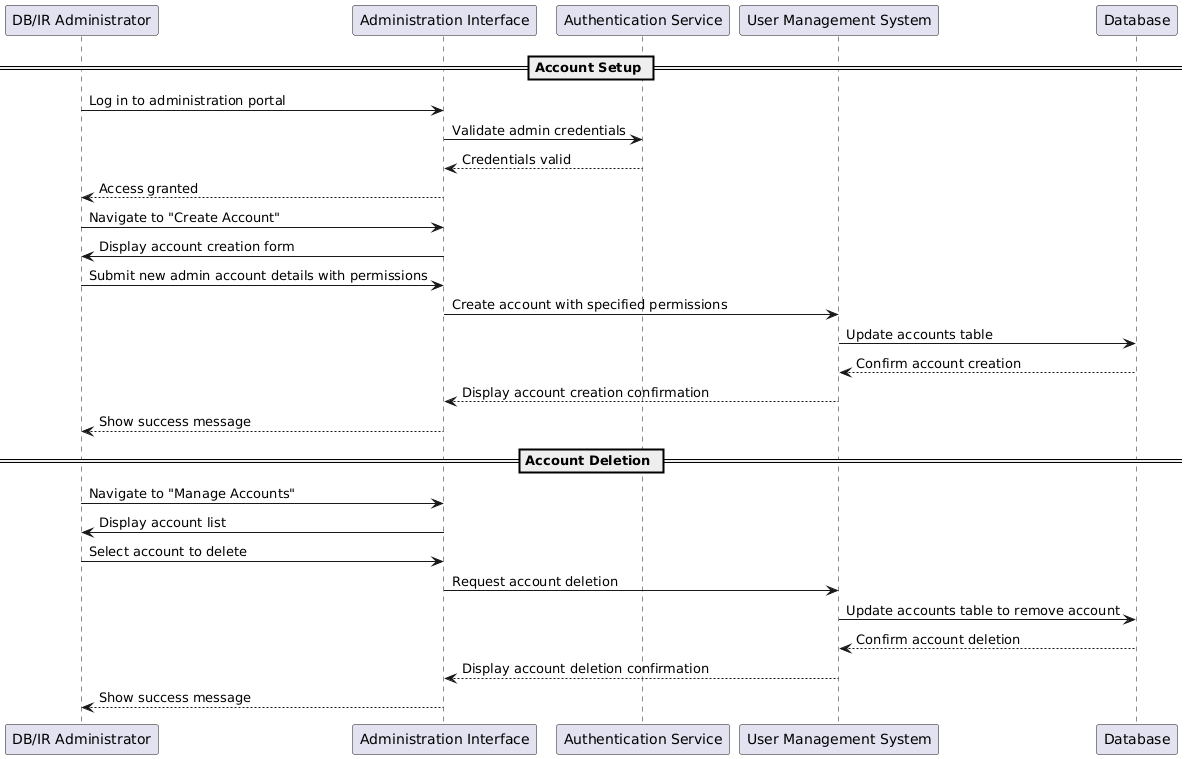 DB/IR Administrator
Administration Interface
Authentication Service
User Management System
Database
Account Setup
Log in to administration portal
Validate admin credentials
Credentials valid
Access granted
Navigate to "Create Account"
Display account creation form
Submit new admin account details with permissions
Create account with specified permissions
Update accounts table
Confirm account creation
Display account creation confirmation
Show success message
Account Deletion
Navigate to "Manage Accounts"
Display account list
Select account to delete
Request account deletion
Update accounts table to remove account
Confirm account deletion
Display account deletion confirmation
Show success message
DB/IR Administrator
Administration Interface
Authentication Service
User Management System
Database